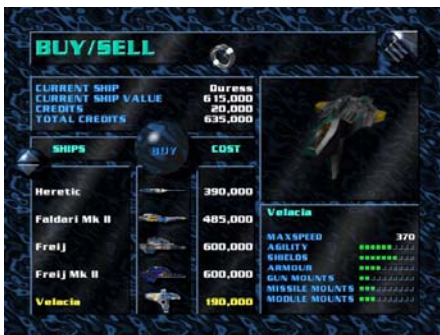 BUY/SELL
CURRENT SHIP Duress
CURRENT SHIP VALUE 615,000
CREDITS 20,000
TOTAL CREDITS 635,000
SHIPS BUY COST
Heretic 390,000
Faldari Mk II 485,000
Freij 600,000
Freij Mk II 600,000
Velacia 190,000
Velacia
MAXSPEED 370
AGILITY
SHIELDS
ARMOUR
GUN MOUNTS
MISSILE MOUNTS
MODULE MOUNTS